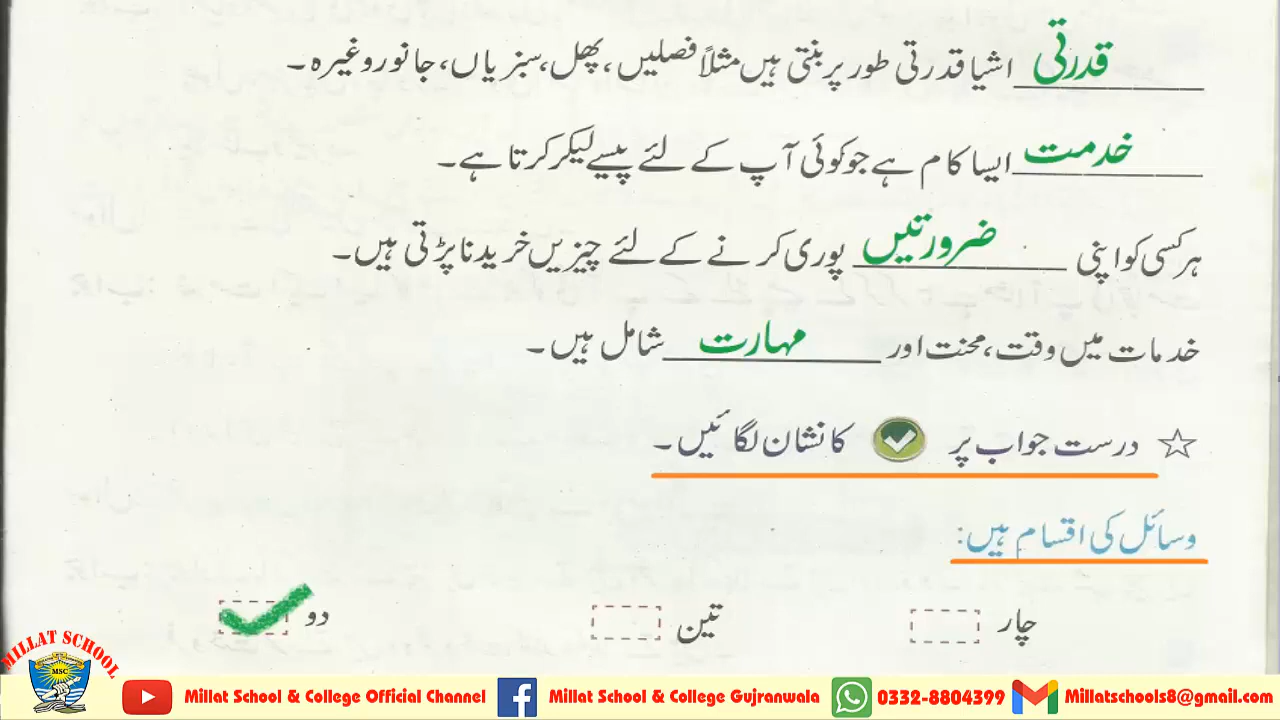 قدرتی اشیا قدرتی طور پر بنتی ہیں مثلاً فصلیں، پھل، سبزیاں، جانور وغیرہ۔
خدمت ایسا کام ہے جو کوئی آپ کے لئے پیسے لیکر کرتا ہے۔
ہر کسی کو اپنی ضرورتیں پوری کرنے کے لئے چیزیں خریدنا پڑتی ہیں۔
خدمات میں وقت، محنت اور مہارت شامل ہیں۔
☆ درست جواب پر ✓ کا نشان لگائیں۔
وسائل کی اقسام ہیں:
چار تین دو ✓
MILLAT SCHOOL
MSC
Millat School & College Official Channel Millat School & College Gujranwala 0332-8804399 Millatschools8@gmail.com